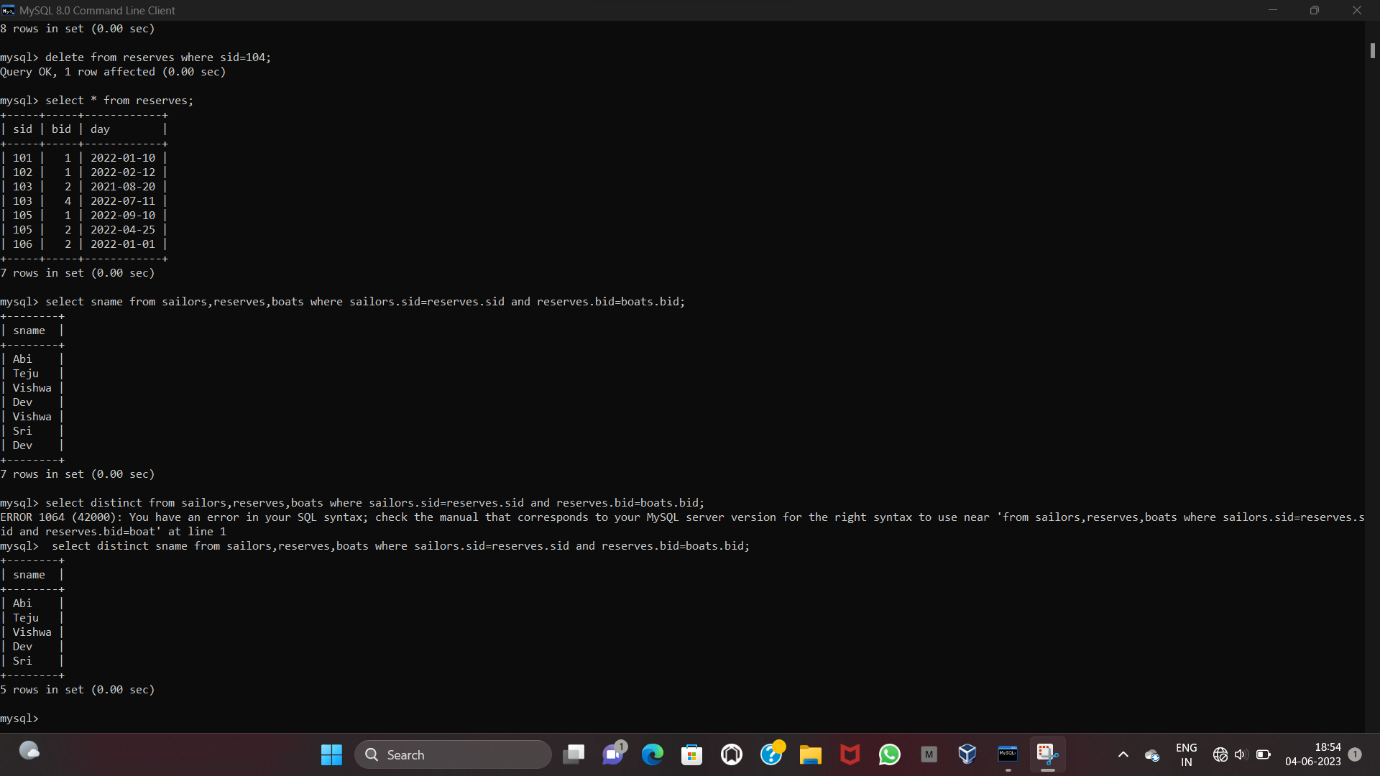 MySQL 8.0 Command Line Client
8 rows in set (0.00 sec)
mysql> delete from reserves where sid=104;
Query OK, 1 row affected (0.00 sec)
mysql> select * from reserves;
+-----+-----+------------+
| sid | bid | day        |
+-----+-----+------------+
| 101 |   1 | 2022-01-10 |
| 102 |   1 | 2022-02-12 |
| 103 |   2 | 2021-08-20 |
| 103 |   4 | 2022-07-11 |
| 105 |   1 | 2022-09-10 |
| 105 |   2 | 2022-04-25 |
| 106 |   2 | 2022-01-01 |
+-----+-----+------------+
7 rows in set (0.00 sec)
mysql> select sname from sailors,reserves,boats where sailors.sid=reserves.sid and reserves.bid=boats.bid;
+--------+
| sname  |
+--------+
| Abi    |
| Teju   |
| Vishwa |
| Dev    |
| Vishwa |
| Sri    |
| Dev    |
+--------+
7 rows in set (0.00 sec)
mysql> select distinct from sailors,reserves,boats where sailors.sid=reserves.sid and reserves.bid=boats.bid;
ERROR 1064 (42000): You have an error in your SQL syntax; check the manual that corresponds to your MySQL server version for the right syntax to use near 'from sailors,reserves,boats where sailors.sid=reserves.s
id and reserves.bid=boat' at line 1
mysql>  select distinct sname from sailors,reserves,boats where sailors.sid=reserves.sid and reserves.bid=boats.bid;
+--------+
| sname  |
+--------+
| Abi    |
| Teju   |
| Vishwa |
| Dev    |
| Sri    |
+--------+
5 rows in set (0.00 sec)
mysql>
Search
1
M
MySQL
ENG
IN
18:54
04-06-2023
1